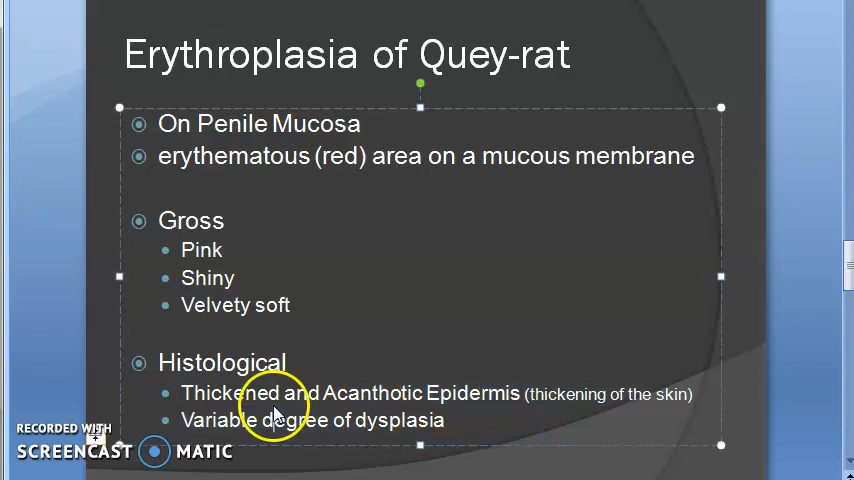 Erythroplasia of Quey-rat
On Penile Mucosa
erythematous (red) area on a mucous membrane
Gross
Pink
Shiny
Velvety soft
Histological
Thickened and Acanthotic Epidermis (thickening of the skin)
Variable degree of dysplasia
RECORDED WITH
SCREENCAST MATIC